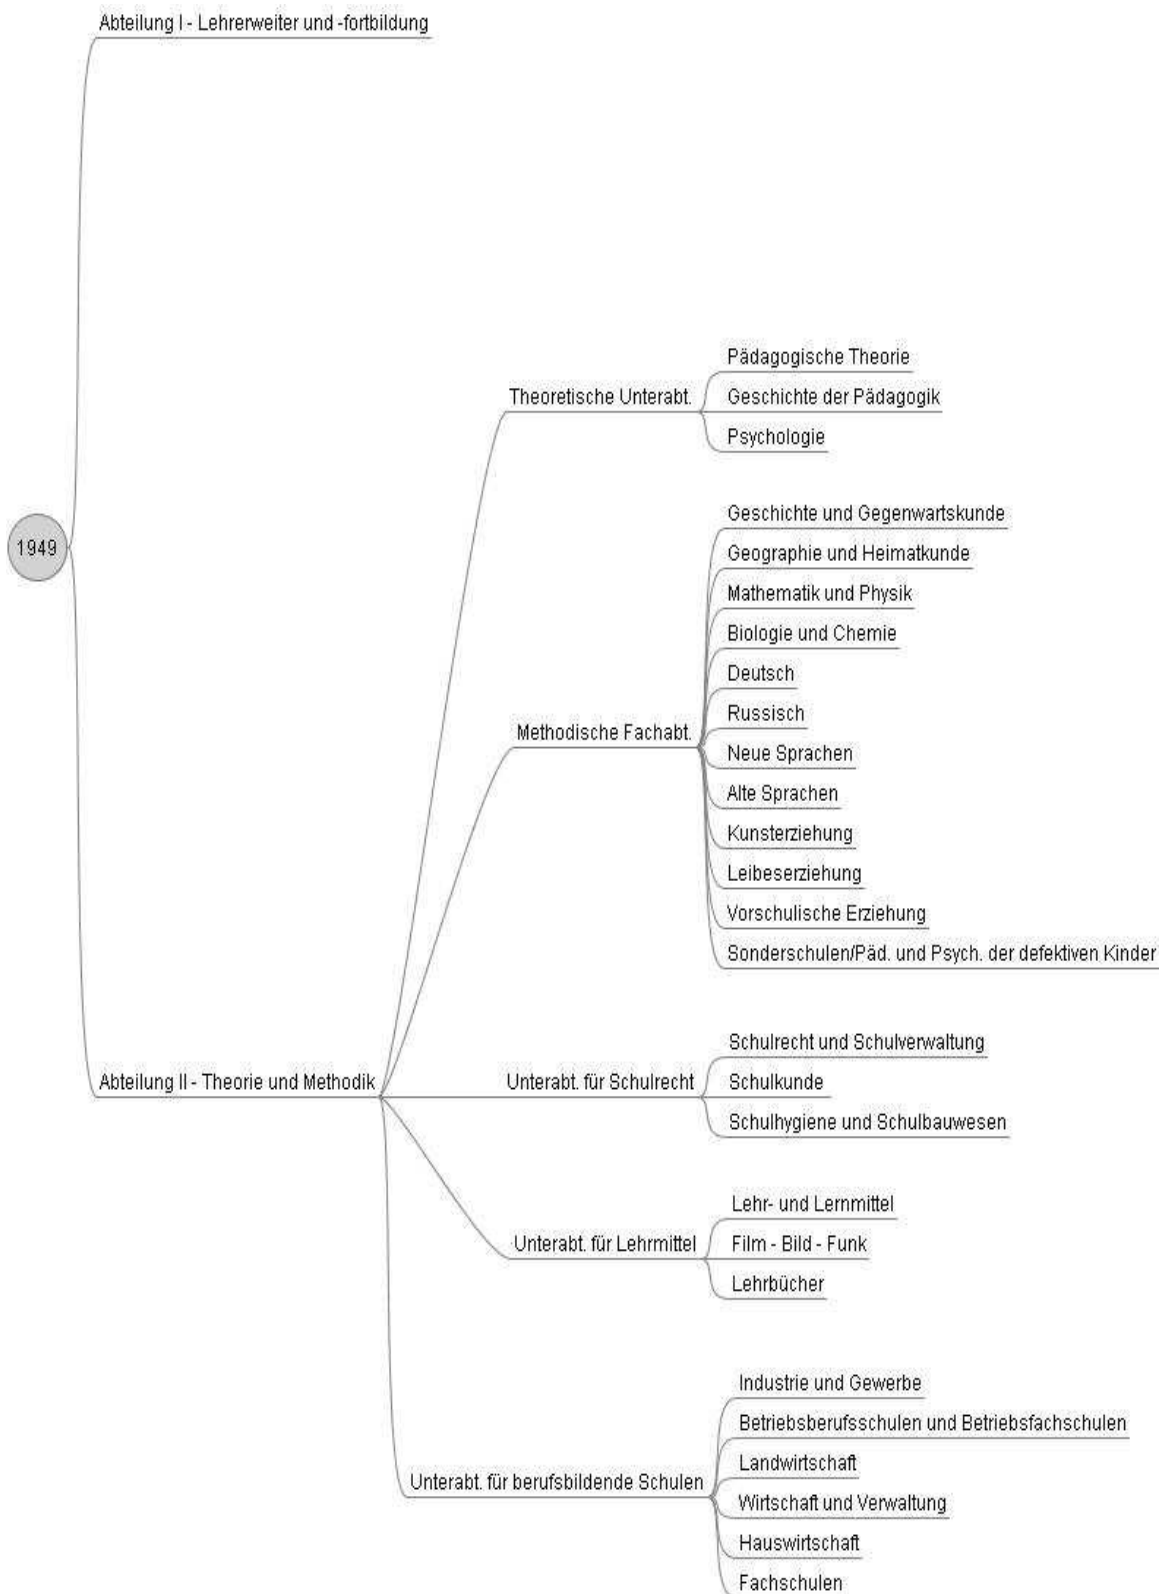 Abteilung I - Lehrerweiter und -fortbildung
Pädagogische Theorie
Theoretische Unterabt.
Geschichte der Pädagogik
Psychologie
Geschichte und Gegenwartskunde
1949
Geographie und Heimatkunde
Mathematik und Physik
Biologie und Chemie
Deutsch
Russisch
Methodische Fachabt.
Neue Sprachen
Alte Sprachen
Kunsterziehung
Leibeserziehung
Vorschulische Erziehung
Sonderschulen/Päd. und Psych. der defektiven Kinder
Schulrecht und Schulverwaltung
Abteilung II - Theorie und Methodik
Unterabt. für Schulrecht
Schulkunde
Schulhygiene und Schulbauwesen
Lehr- und Lernmittel
Unterabt. für Lehrmittel
Film - Bild - Funk
Lehrbücher
Industrie und Gewerbe
Betriebsberufsschulen und Betriebsfachschulen
Landwirtschaft
Unterabt. für berufsbildende Schulen
Wirtschaft und Verwaltung
Hauswirtschaft
Fachschulen